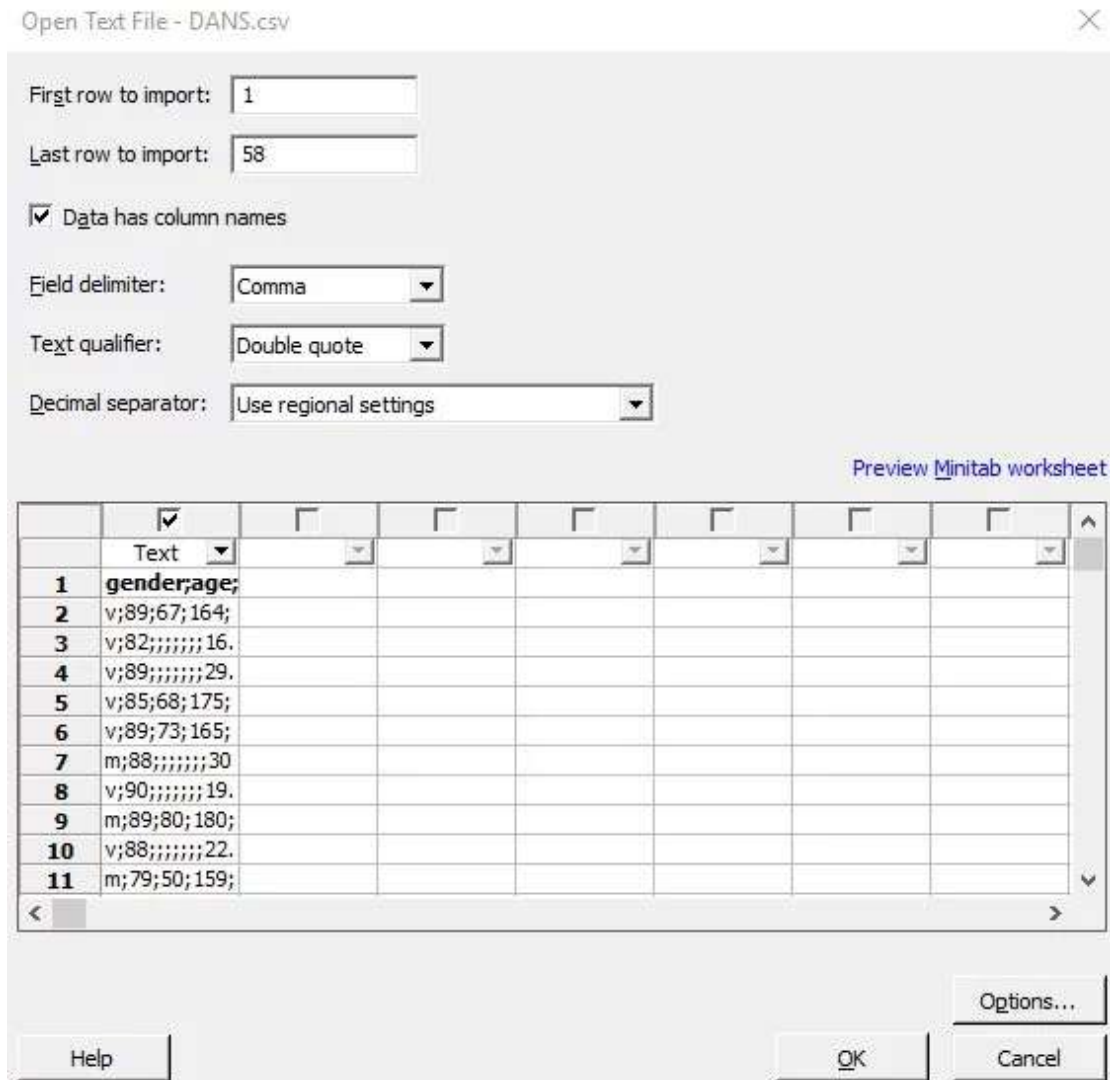 Open Text File - DANS.csv
First row to import: 1
Last row to import: 58
Data has column names
Field delimiter: Comma
Text qualifier: Double quote
Decimal separator: Use regional settings
Preview Minitab worksheet
Text
1 gender;age;
2 v;89;67;164;
3 v;82;;;;;;;16.
4 v;89;;;;;;;29.
5 v;85;68;175;
6 v;89;73;165;
7 m;88;;;;;;;30
8 v;90;;;;;;;19.
9 m;89;80;180;
10 v;88;;;;;;;22.
11 m;79;50;159;
Options...
Help OK Cancel